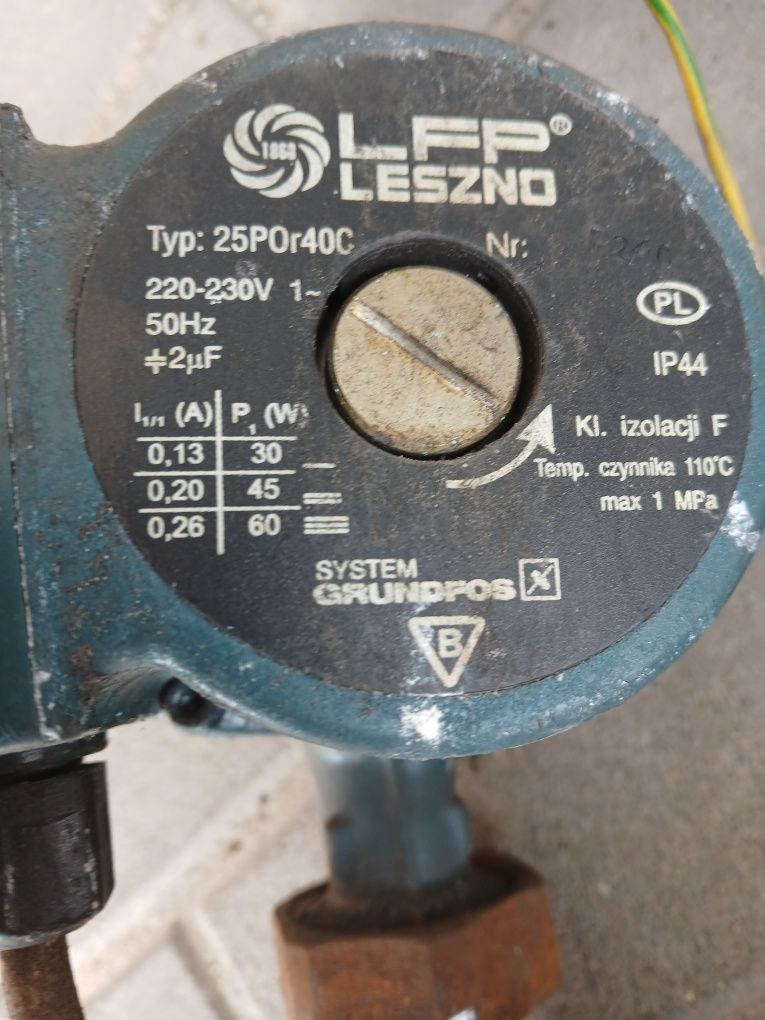 1868
LFP®
LESZNO
Typ: 25POr40C Nr:
220-230V 1~
50Hz
2µF
PL
IP44
I1/1 (A) P1 (W)
0,13 30
0,20 45
0,26 60
Kl. izolacji F
Temp. czynnika 110°C
max 1 MPa
SYSTEM
GRUNDFOS
B